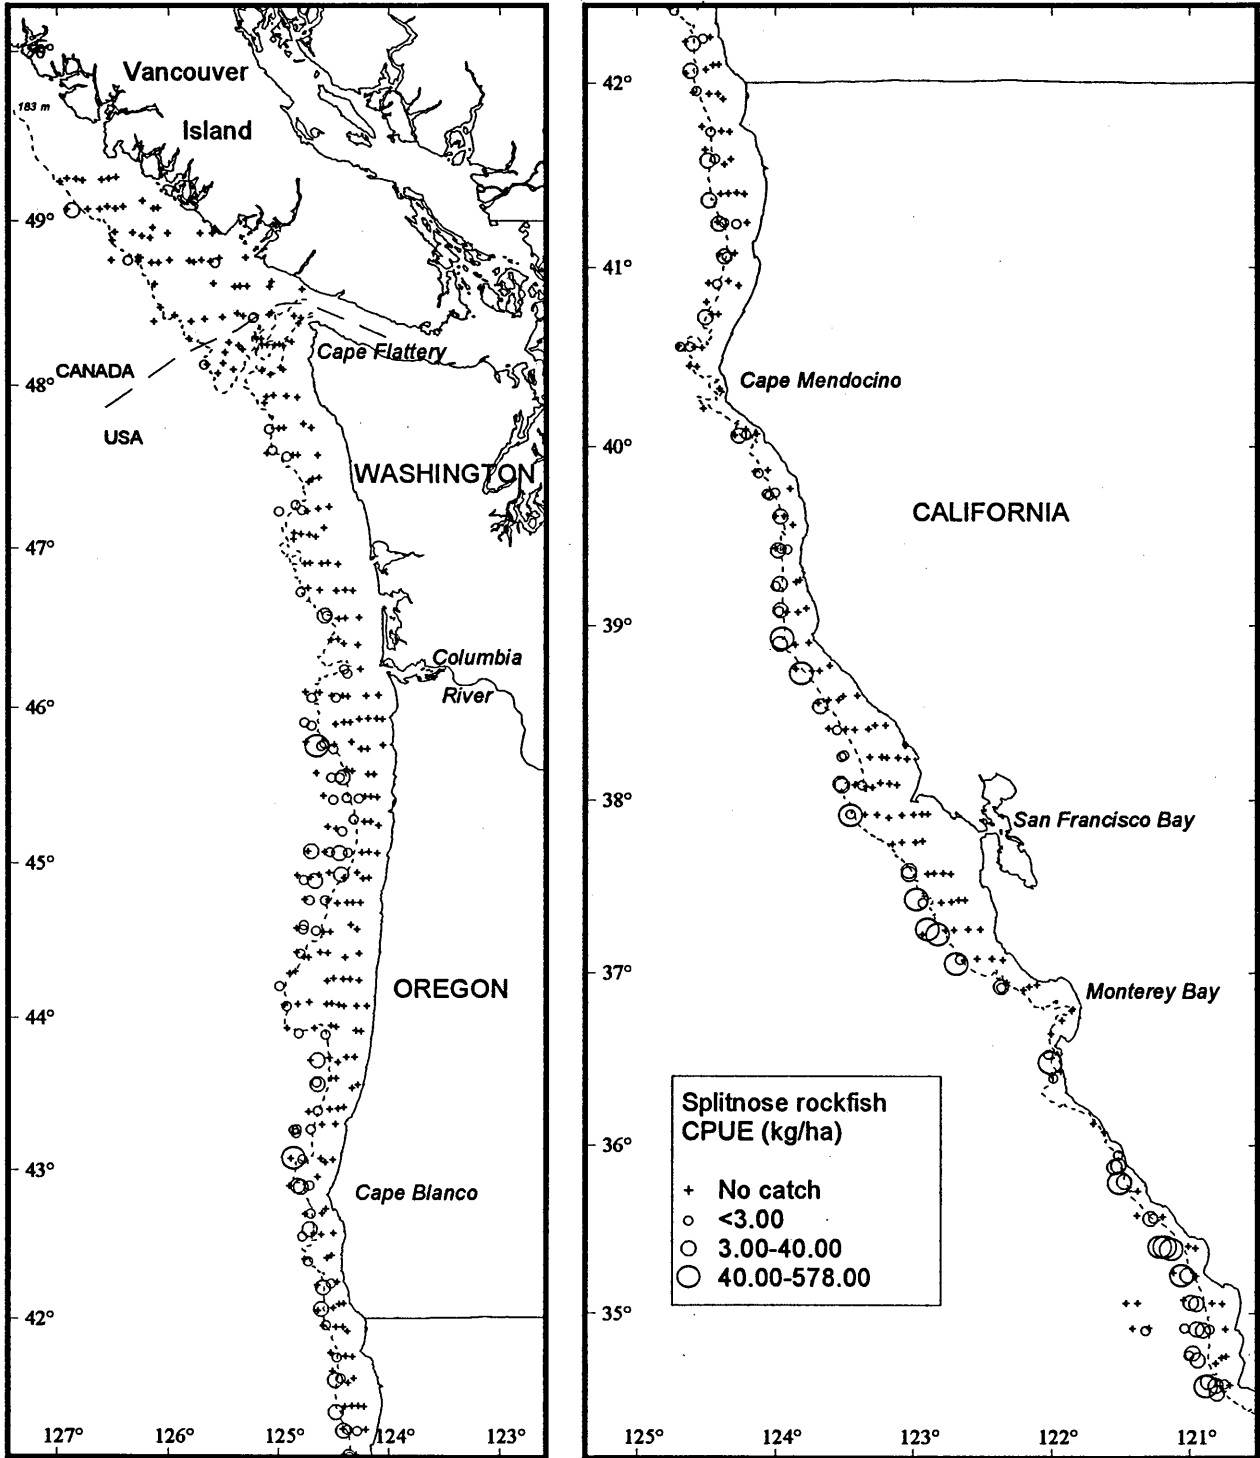 Vancouver
Island
183 m
49°
CANADA
USA
Cape Flattery
48°
WASHINGTON
47°
Columbia
River
46°
45°
OREGON
44°
43°
Cape Blanco
42°
127°
126°
125°
124°
123°
42°
41°
Cape Mendocino
40°
CALIFORNIA
39°
38°
San Francisco Bay
37°
Monterey Bay
36°
35°
Splitnose rockfish
CPUE (kg/ha)
+ No catch
<3.00
3.00-40.00
40.00-578.00
125°
124°
123°
122°
121°